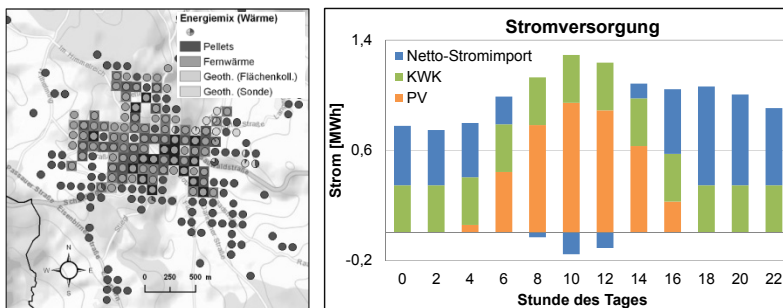 Energiemix (Wärme)
Pellets
Fernwärme
Geoth. (Flächenkoll.)
Geoth. (Sonde)
Straße
N
W
E
S
0 250 500 m
Stromversorgung
1,4
0,6
-0,2
Strom [MWh]
Netto-Stromimport
KWK
PV
0 2 4 6 8 10 12 14 16 18 20 22
Stunde des Tages